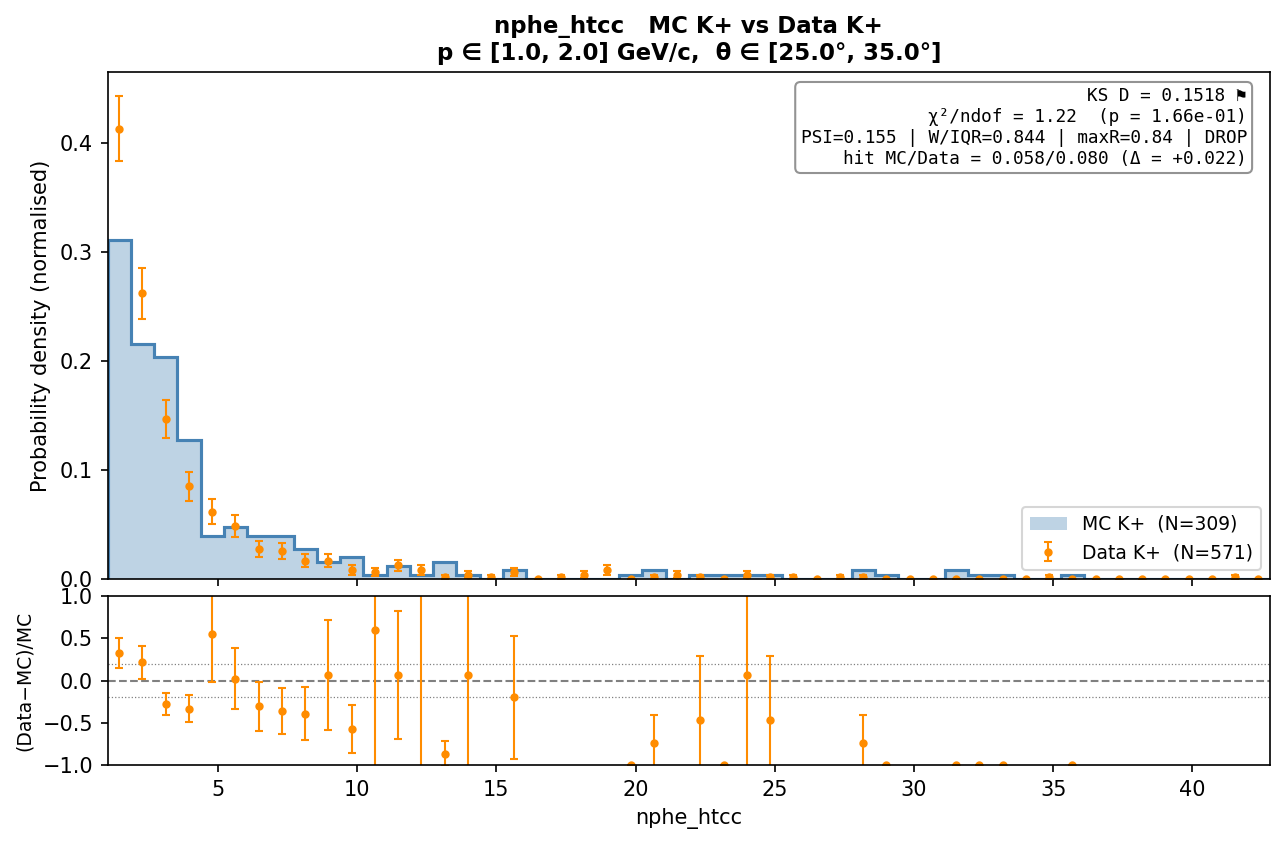 nphe_htcc   MC K+ vs Data K+
p ∈ [1.0, 2.0] GeV/c,  θ ∈ [25.0°, 35.0°]
KS D = 0.1518 ⚑
χ²/ndof = 1.22  (p = 1.66e-01)
PSI=0.155 | W/IQR=0.844 | maxR=0.84 | DROP
hit MC/Data = 0.058/0.080 (Δ = +0.022)
Probability density (normalised)
0.4
0.3
0.2
0.1
0.0
MC K+  (N=309)
Data K+  (N=571)
(Data−MC)/MC
1.0
0.5
0.0
−0.5
−1.0
5 10 15 20 25 30 35 40
nphe_htcc